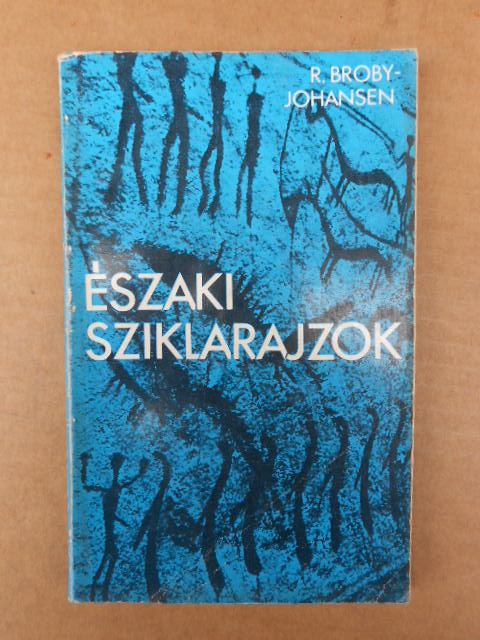 R. BROBY-
JOHANSEN
ÉSZAKI
SZIKLARAJZOK